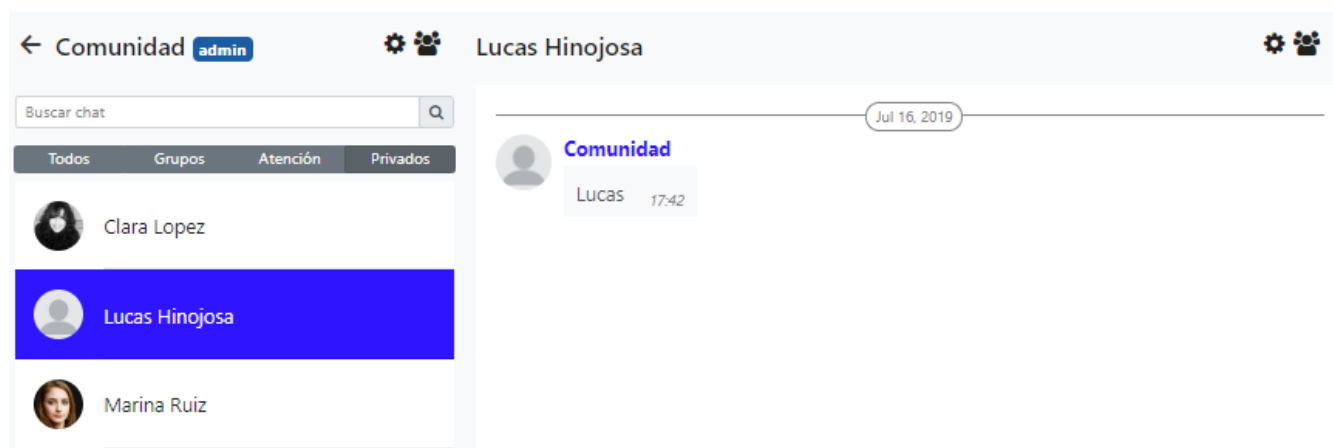 Comunidad admin
Buscar chat
Todos Grupos Atención Privados
Clara Lopez
Lucas Hinojosa
Marina Ruiz
Lucas Hinojosa
Jul 16, 2019
Comunidad
Lucas 17:42